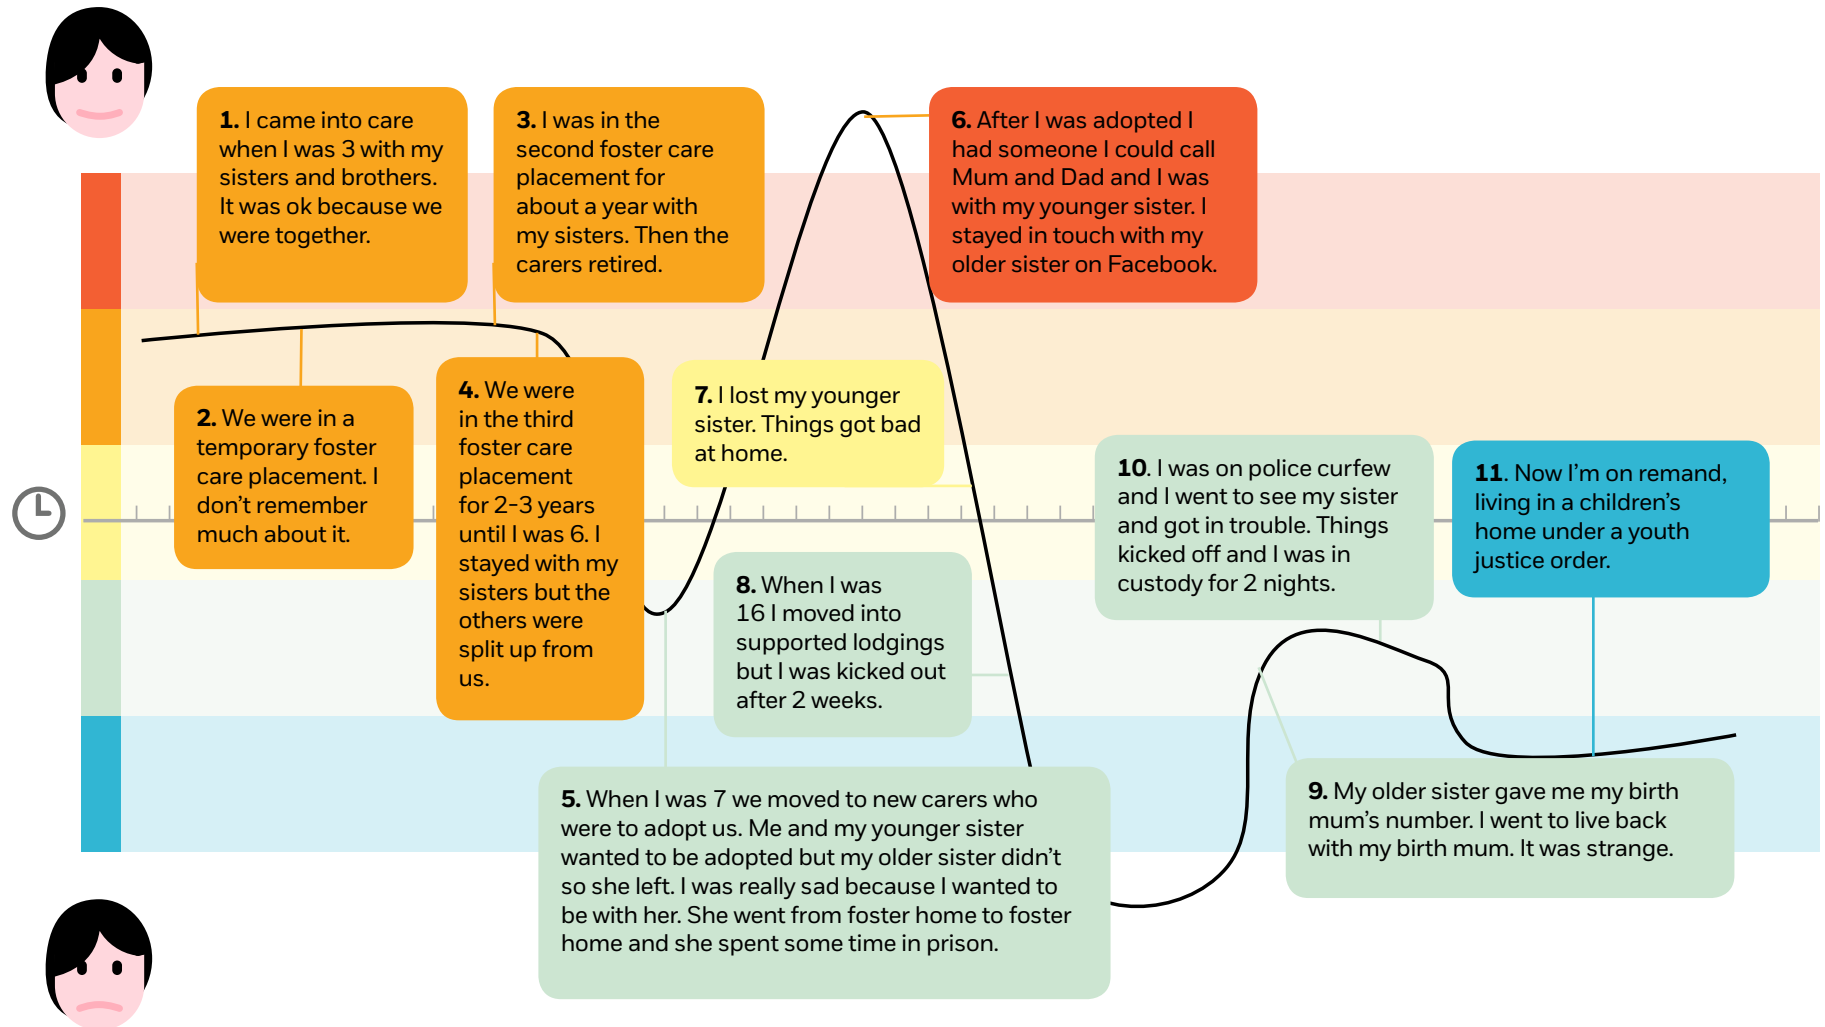 1. I came into care
when I was 3 with my
sisters and brothers.
It was ok because we
were together.
2. We were in a
temporary foster
care placement. I
don’t remember
much about it.
3. I was in the
second foster care
placement for
about a year with
my sisters. Then the
carers retired.
4. We were
in the third
foster care
placement
for 2-3 years
until I was 6. I
stayed with my
sisters but the
others were
split up from
us.
5. When I was 7 we moved to new carers who
were to adopt us. Me and my younger sister
wanted to be adopted but my older sister didn’t
so she left. I was really sad because I wanted to
be with her. She went from foster home to foster
home and she spent some time in prison.
6. After I was adopted I
had someone I could call
Mum and Dad and I was
with my younger sister. I
stayed in touch with my
older sister on Facebook.
7. I lost my younger
sister. Things got bad
at home.
8. When I was
16 I moved into
supported lodgings
but I was kicked out
after 2 weeks.
9. My older sister gave me my birth
mum’s number. I went to live back
with my birth mum. It was strange.
10. I was on police curfew
and I went to see my sister
and got in trouble. Things
kicked off and I was in
custody for 2 nights.
11. Now I’m on remand,
living in a children’s
home under a youth
justice order.